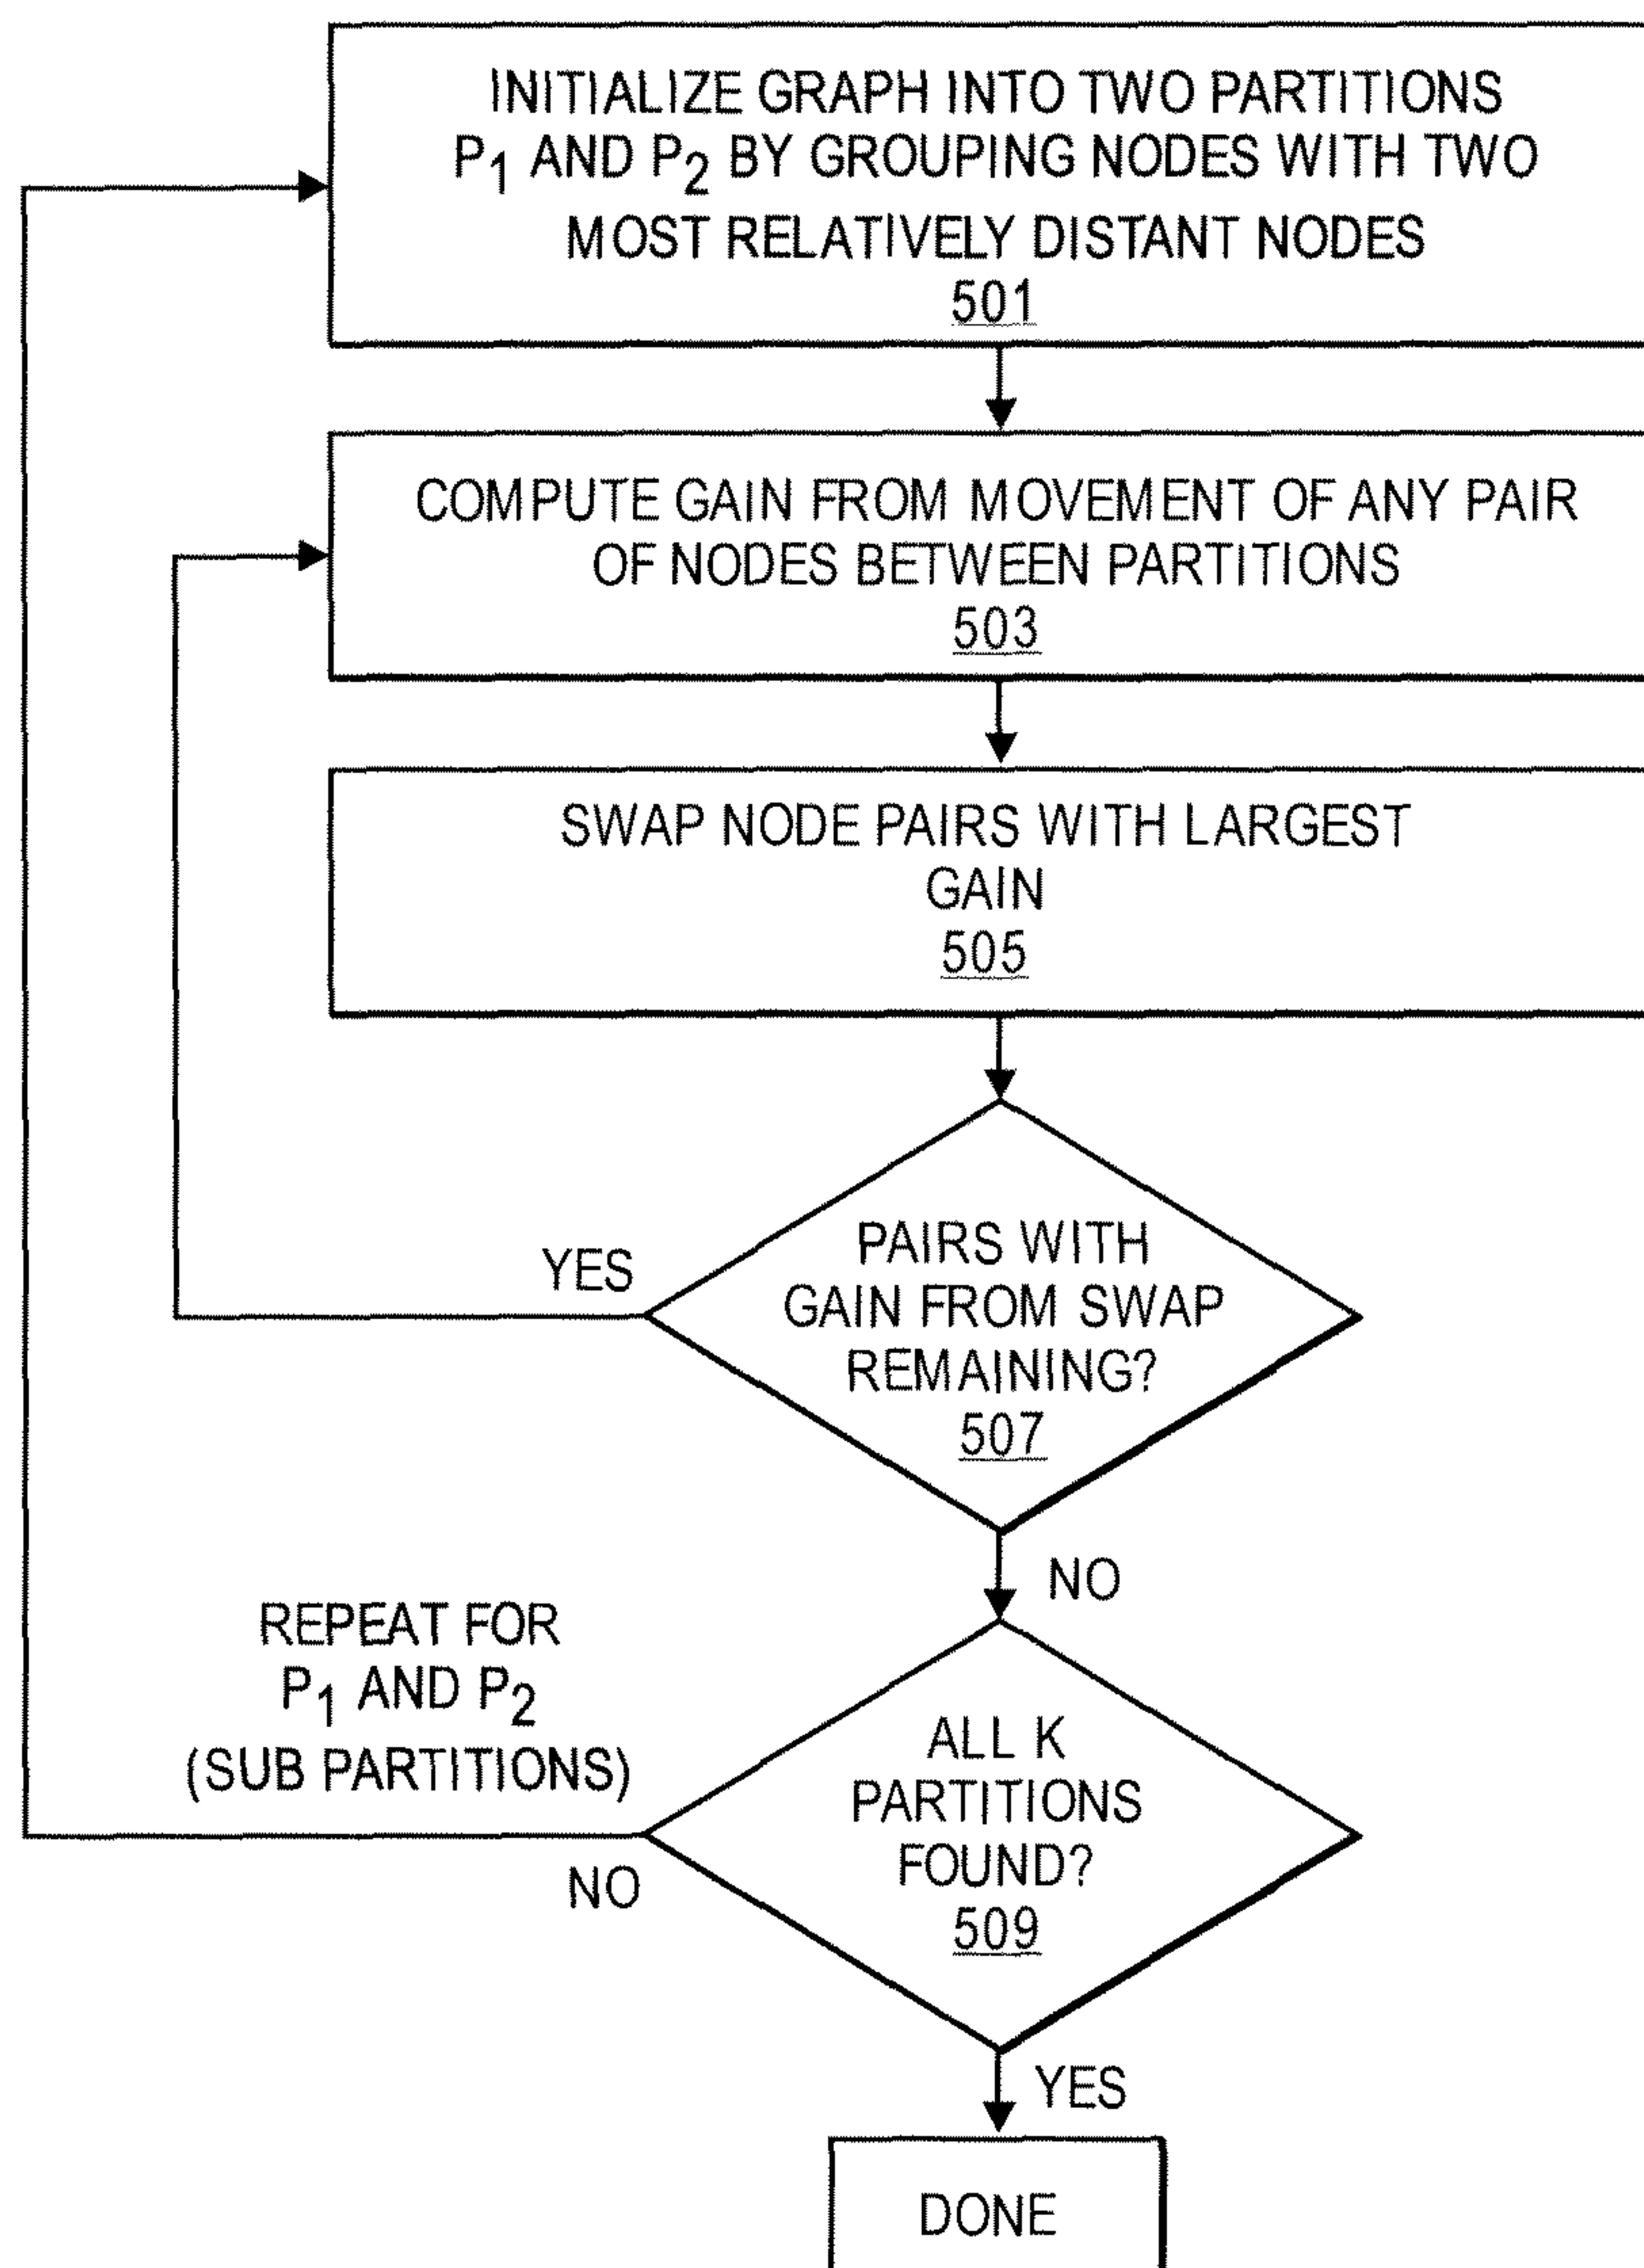 INITIALIZE GRAPH INTO TWO PARTITIONS
P1 AND P2 BY GROUPING NODES WITH TWO
MOST RELATIVELY DISTANT NODES
501
COMPUTE GAIN FROM MOVEMENT OF ANY PAIR
OF NODES BETWEEN PARTITIONS
503
SWAP NODE PAIRS WITH LARGEST
GAIN
505
YES
PAIRS WITH
GAIN FROM SWAP
REMAINING?
507
NO
REPEAT FOR
P1 AND P2
(SUB PARTITIONS)
NO
ALL K
PARTITIONS
FOUND?
509
YES
DONE